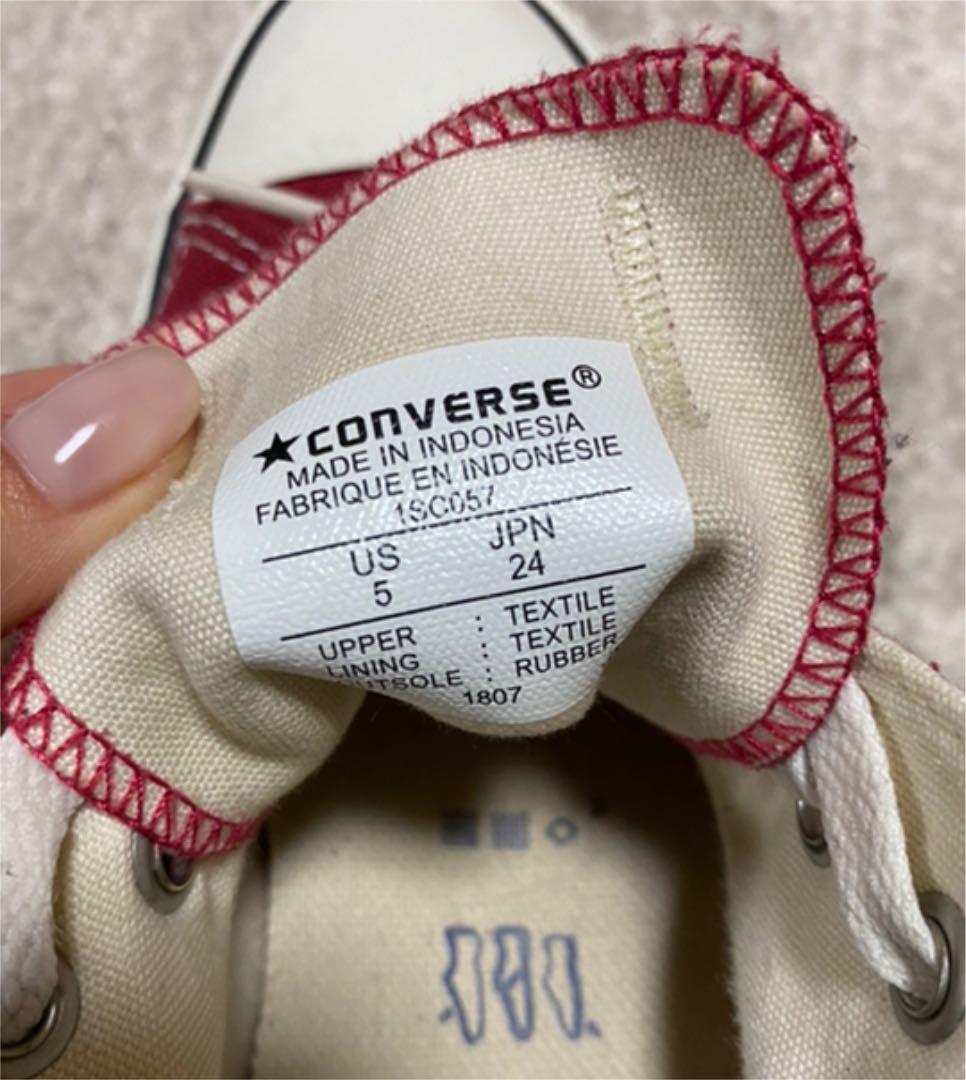 ★CONVERSE®
MADE IN INDONESIA
FABRIQUE EN INDONÉSIE
1SC057
US JPN
5 24
UPPER : TEXTILE
LINING : TEXTILE
OUTSOLE : RUBBER
1807